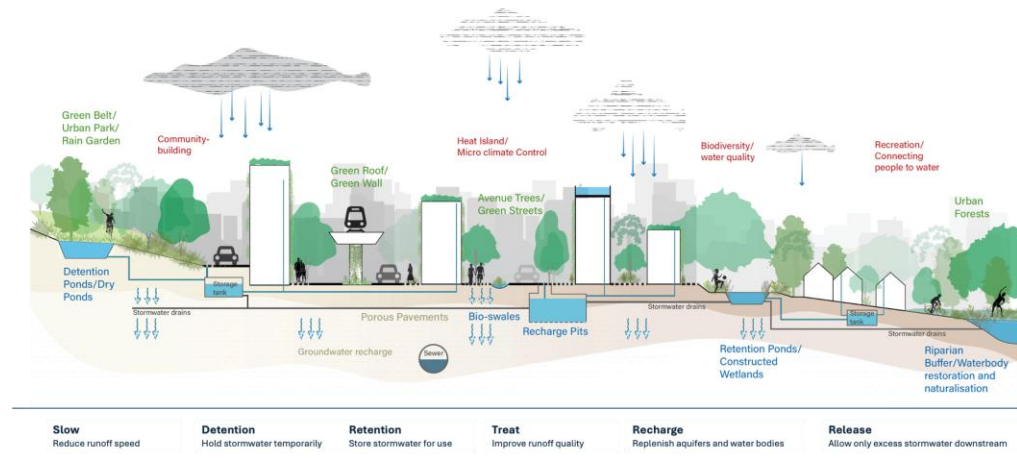 Green Belt/
Urban Park/
Rain Garden
Community-
building
Green Roof/
Green Wall
Heat Island/
Micro climate Control
Avenue Trees/
Green Streets
Biodiversity/
water quality
Recreation/
Connecting
people to water
Urban
Forests
Detention
Ponds/Dry
Ponds
Storage
tank
Stormwater drains
Porous Pavements
Bio-swales
Recharge Pits
Groundwater recharge
Sewer
Retention Ponds/
Constructed
Wetlands
Storage
tank
Stormwater drains
Riparian
Buffer/Waterbody
restoration and
naturalisation
Slow
Reduce runoff speed
Detention
Hold stormwater temporarily
Retention
Store stormwater for use
Treat
Improve runoff quality
Recharge
Replenish aquifers and water bodies
Release
Allow only excess stormwater downstream